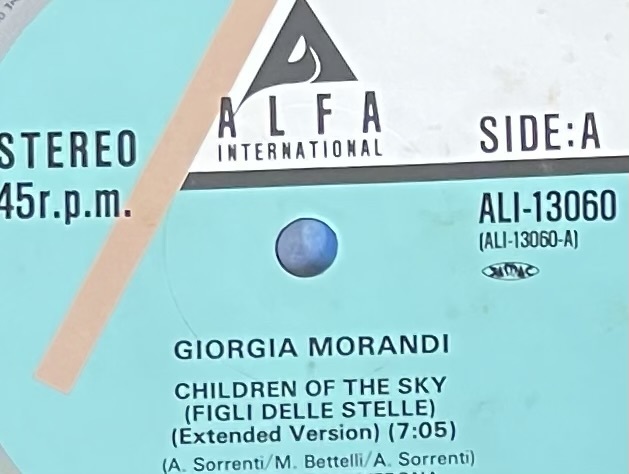 ALFA
INTERNATIONAL
STEREO
45r.p.m.
SIDE:A
ALI-13060
(ALI-13060-A)
GIORGIA MORANDI
CHILDREN OF THE SKY
(FIGLI DELLE STELLE)
(Extended Version) (7:05)
(A. Sorrenti/M. Bettelli/A. Sorrenti)